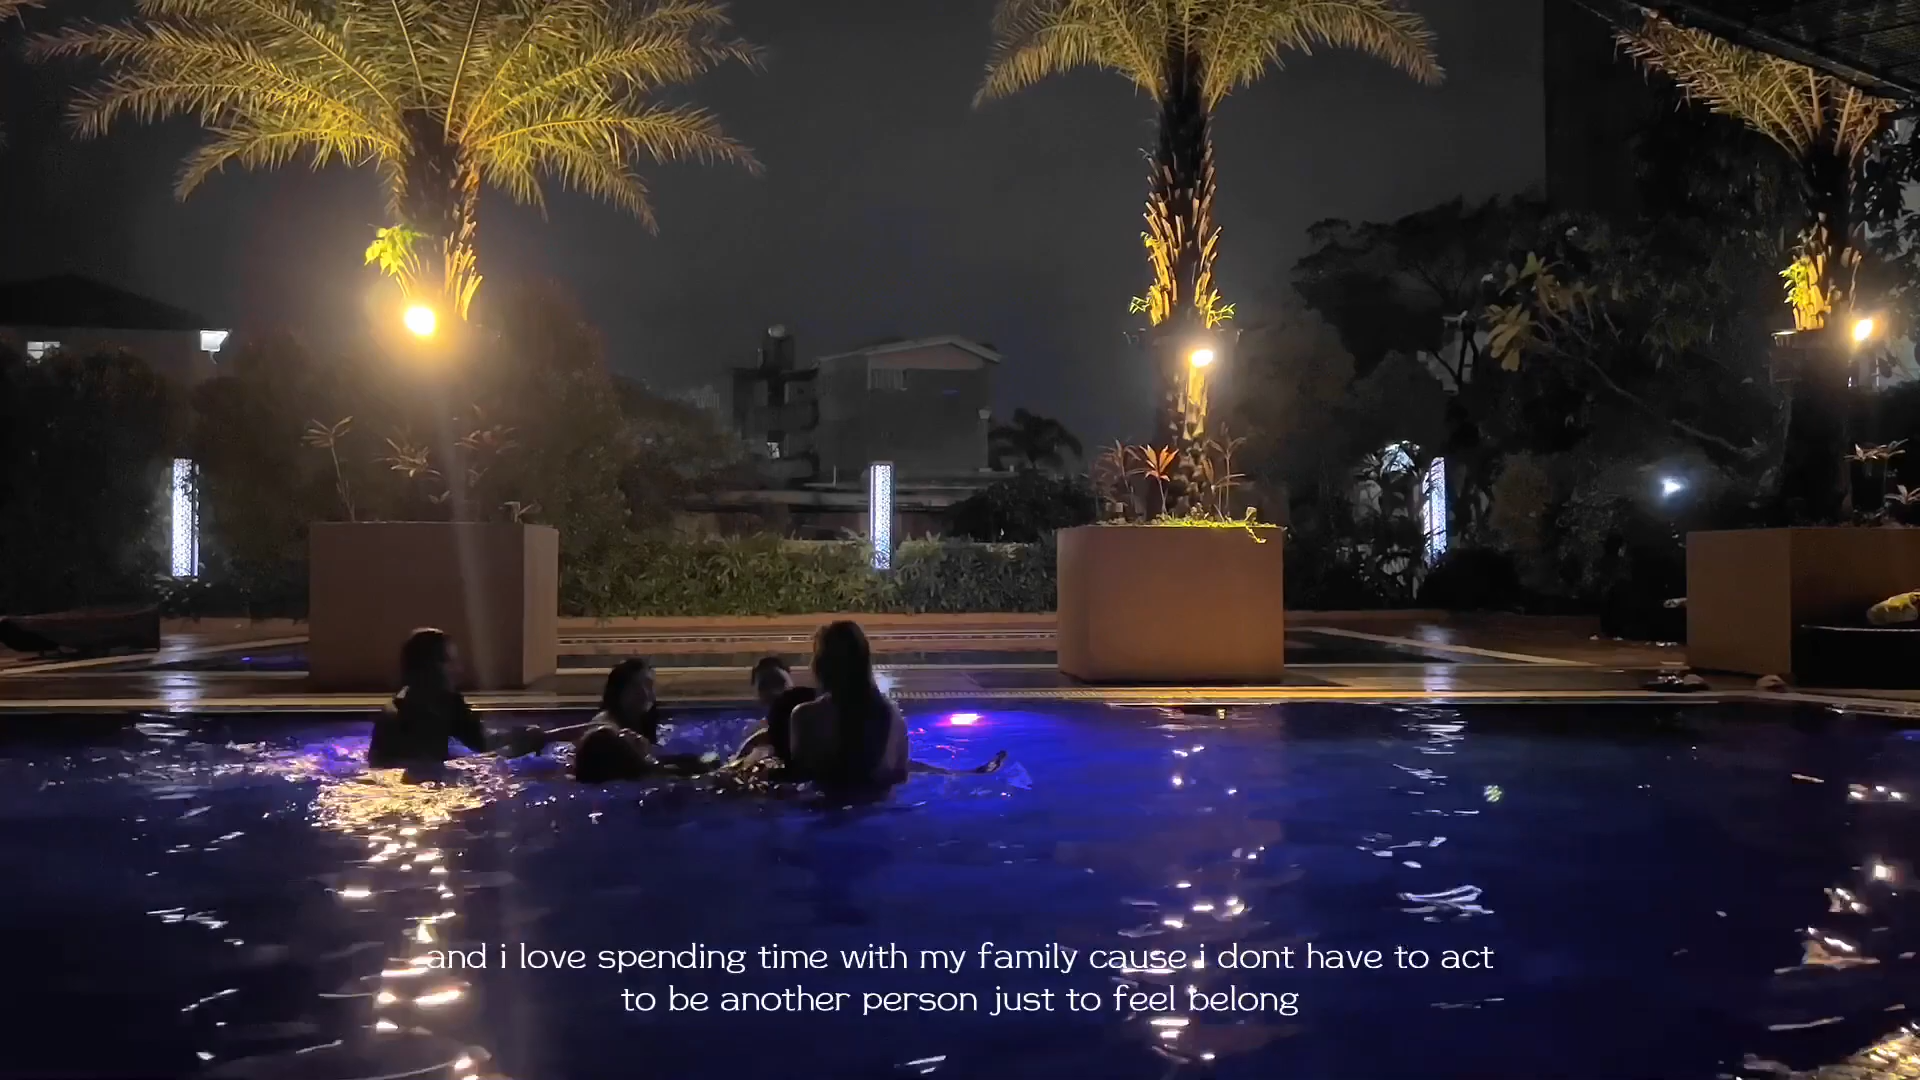 and i love spending time with my family cause i dont have to act
to be another person just to feel belong